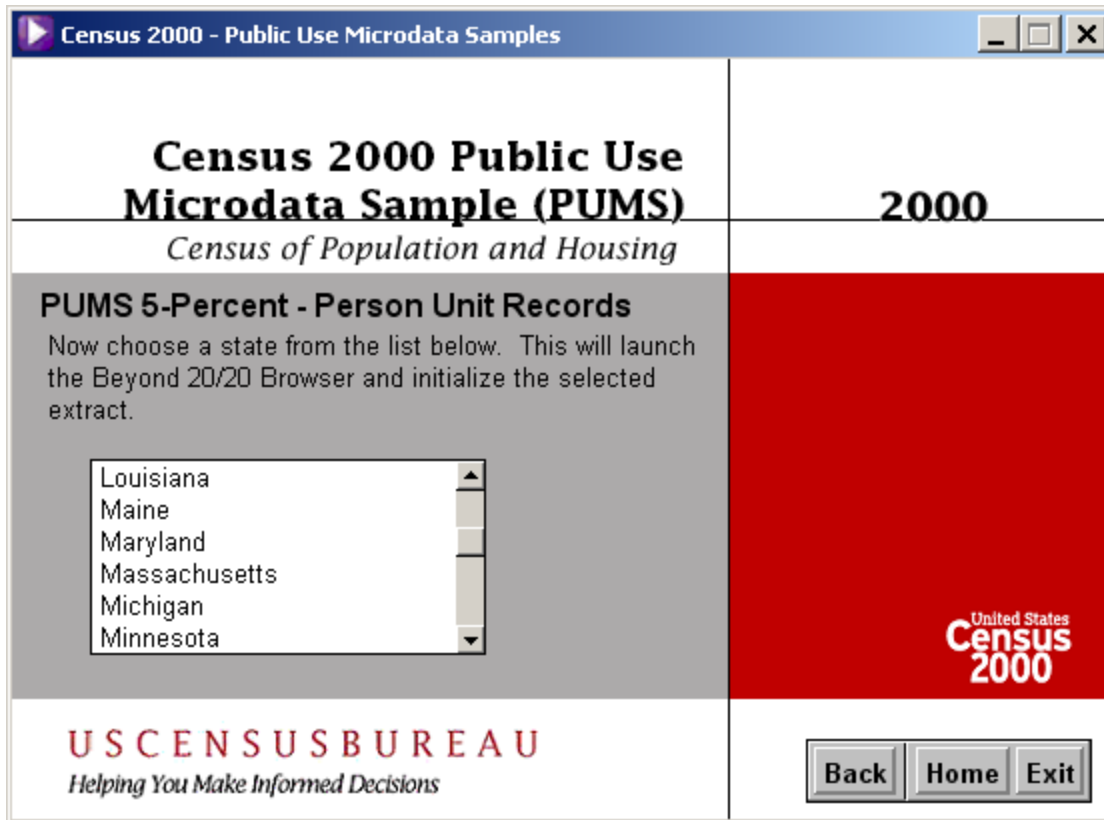 Census 2000 - Public Use Microdata Samples
Census 2000 Public Use
Microdata Sample (PUMS)
2000
Census of Population and Housing
PUMS 5-Percent - Person Unit Records
Now choose a state from the list below.  This will launch
the Beyond 20/20 Browser and initialize the selected
extract.
Louisiana
Maine
Maryland
Massachusetts
Michigan
Minnesota
United States
Census
2000
USCENSUSBUREAU
Helping You Make Informed Decisions
Back
Home
Exit